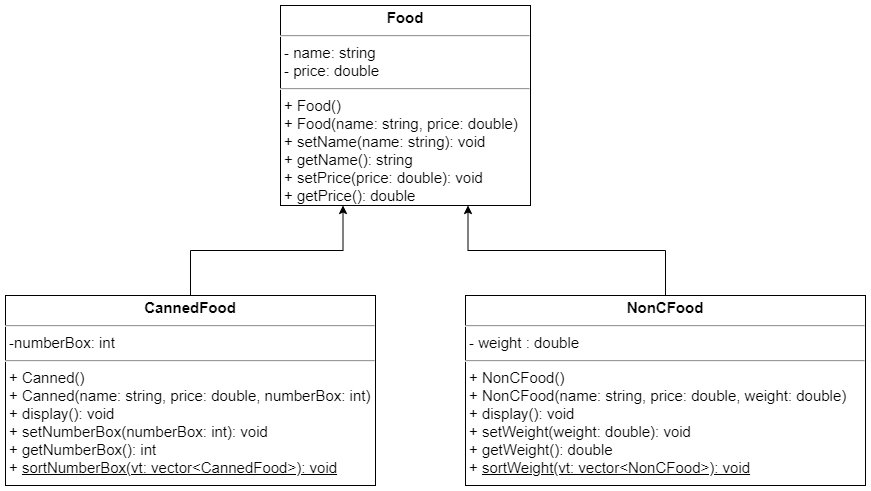 Food
- name: string
- price: double
+ Food()
+ Food(name: string, price: double)
+ setName(name: string): void
+ getName(): string
+ setPrice(price: double): void
+ getPrice(): double
CannedFood
-numberBox: int
+ Canned()
+ Canned(name: string, price: double, numberBox: int)
+ display(): void
+ setNumberBox(numberBox: int): void
+ getNumberBox(): int
+ sortNumberBox(vt: vector<CannedFood>): void
NonCFood
- weight : double
+ NonCFood()
+ NonCFood(name: string, price: double, weight: double)
+ display(): void
+ setWeight(weight: double): void
+ getWeight(): double
+ sortWeight(vt: vector<NonCFood>): void